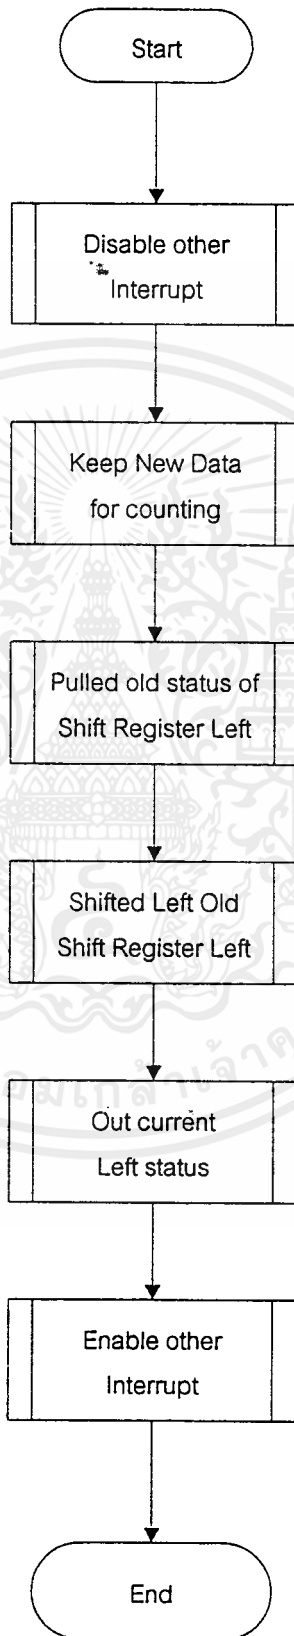 Start
Disable other
Interrupt
Keep New Data
for counting
Pulled old status of
Shift Register Left
Shifted Left Old
Shift Register Left
Out current
Left status
Enable other
Interrupt
End